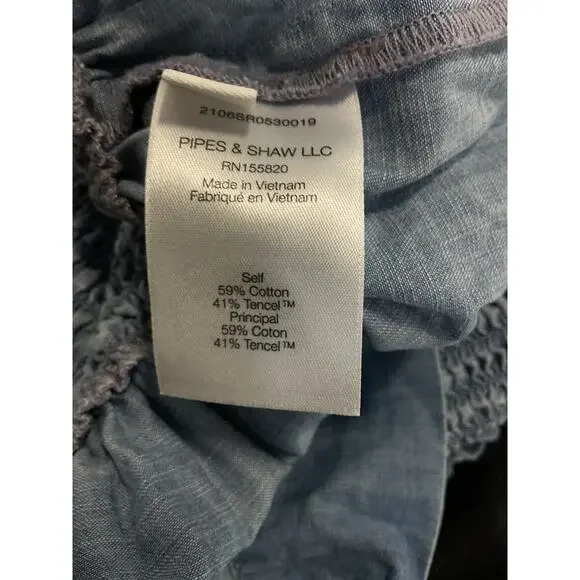 2106SR0530019
PIPES & SHAW LLC
RN155820
Made in Vietnam
Fabriqué en Vietnam
Self
59% Cotton
41% Tencel™
Principal
59% Coton
41% Tencel™